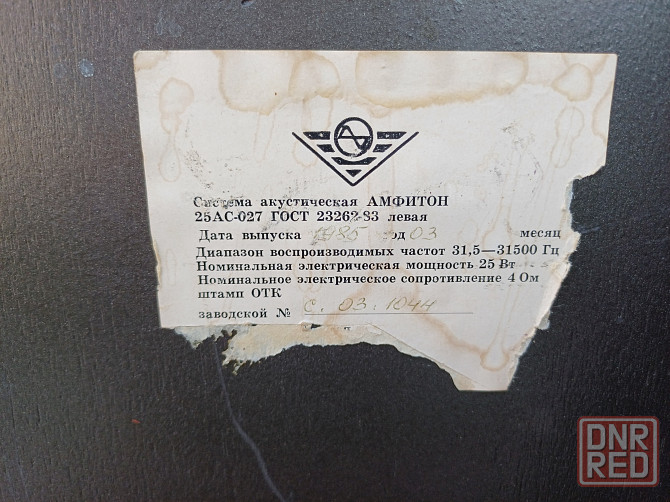 Система акустическая АМФИТОН
25АС-027 ГОСТ 23262-83 левая
Дата выпуска 1985 од 03 месяц
Диапазон воспроизводимых частот 31,5—31500 Гц
Номинальная электрическая мощность 25 Вт
Номинальное электрическое сопротивление 4 Ом
штамп ОТК
заводской № С. 03. 1044
DNR
RED